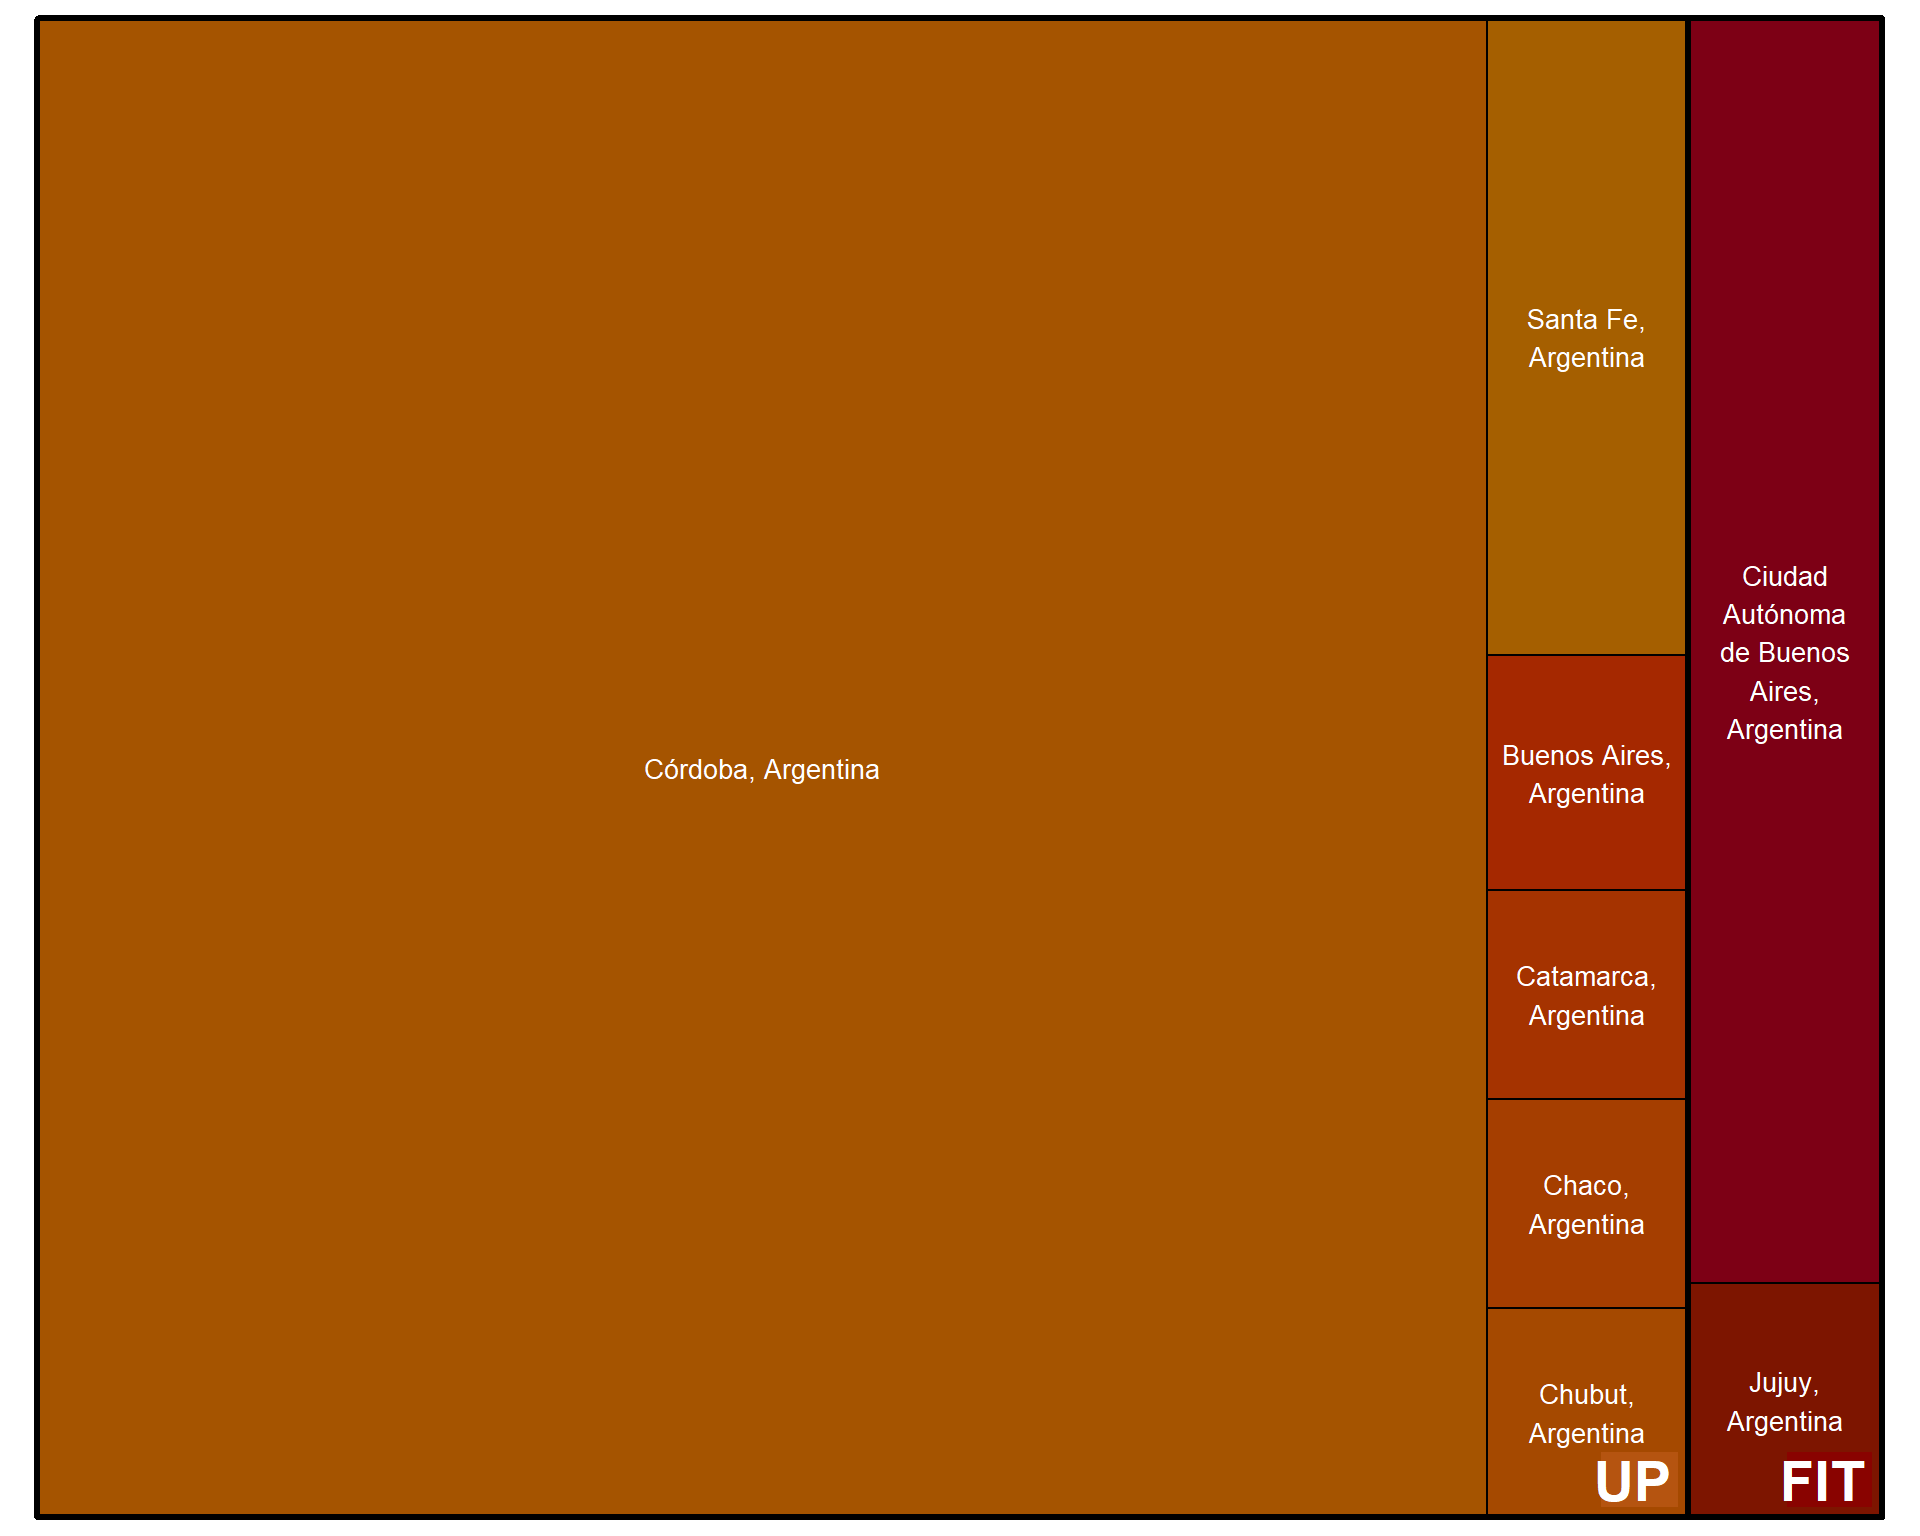 Córdoba, Argentina
Santa Fe,
Argentina
Buenos Aires,
Argentina
Catamarca,
Argentina
Chaco,
Argentina
Chubut,
Argentina
UP
Ciudad
Autónoma
de Buenos
Aires,
Argentina
Jujuy,
Argentina
FIT